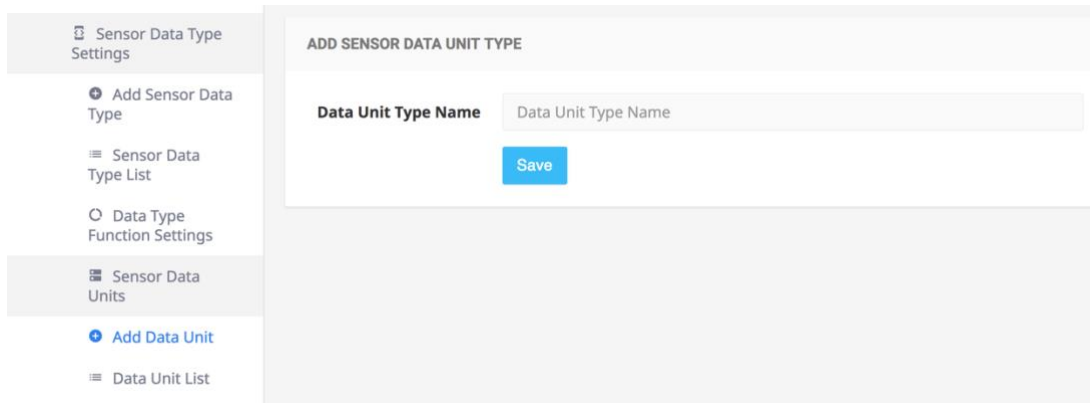 Sensor Data Type
Settings
Add Sensor Data
Type
Sensor Data
Type List
Data Type
Function Settings
Sensor Data
Units
Add Data Unit
Data Unit List
ADD SENSOR DATA UNIT TYPE
Data Unit Type Name
Data Unit Type Name
Save